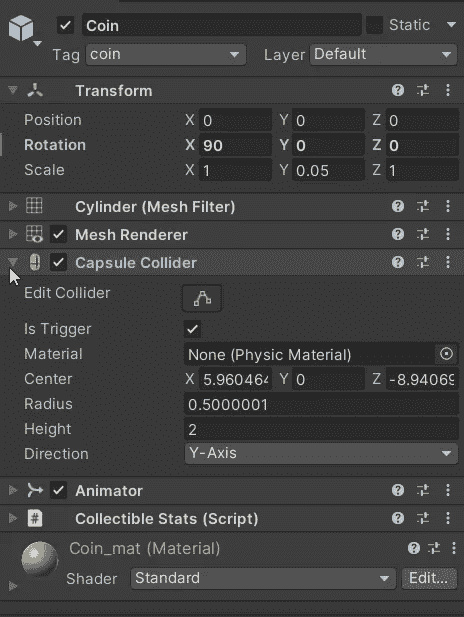 Coin Static
Tag coin Layer Default
Transform
Position X 0 Y 0 Z 0
Rotation X 90 Y 0 Z 0
Scale X 1 Y 0.05 Z 1
Cylinder (Mesh Filter)
Mesh Renderer
Capsule Collider
Edit Collider
Is Trigger
Material None (Physic Material)
Center X 5.960464 Y 0 Z -8.94069
Radius 0.5000001
Height 2
Direction Y-Axis
Animator
# Collectible Stats (Script)
Coin_mat (Material)
Shader Standard Edit...